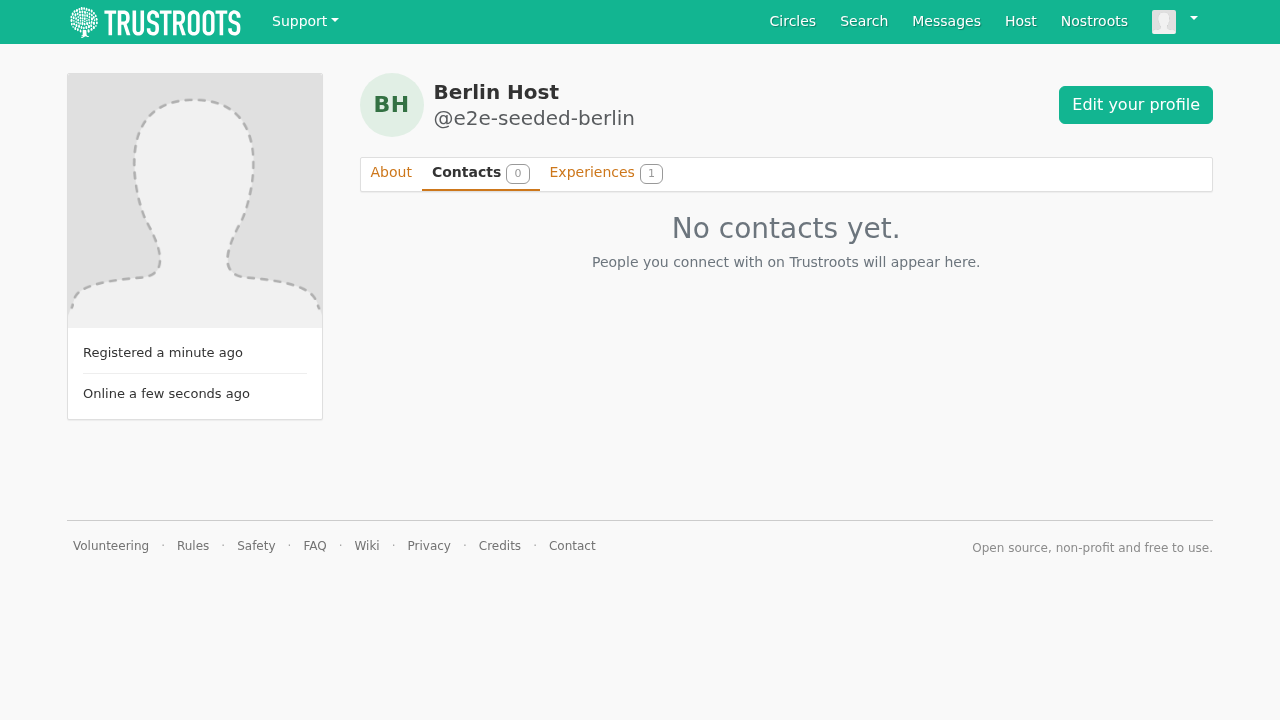 TRUSTROOTS Support Circles Search Messages Host Nostroots
BH
Berlin Host
@e2e-seeded-berlin
Edit your profile
About Contacts 0 Experiences 1
No contacts yet.
People you connect with on Trustroots will appear here.
Registered a minute ago
Online a few seconds ago
Volunteering · Rules · Safety · FAQ · Wiki · Privacy · Credits · Contact
Open source, non-profit and free to use.